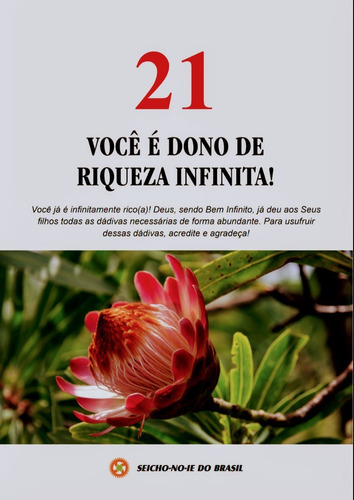 21
VOCÊ É DONO DE
RIQUEZA INFINITA!
Você já é infinitamente rico(a)! Deus, sendo Bem Infinito, já deu aos Seus
filhos todas as dádivas necessárias de forma abundante. Para usufruir
dessas dádivas, acredite e agradeça!
SEICHO-NO-IE DO BRASIL